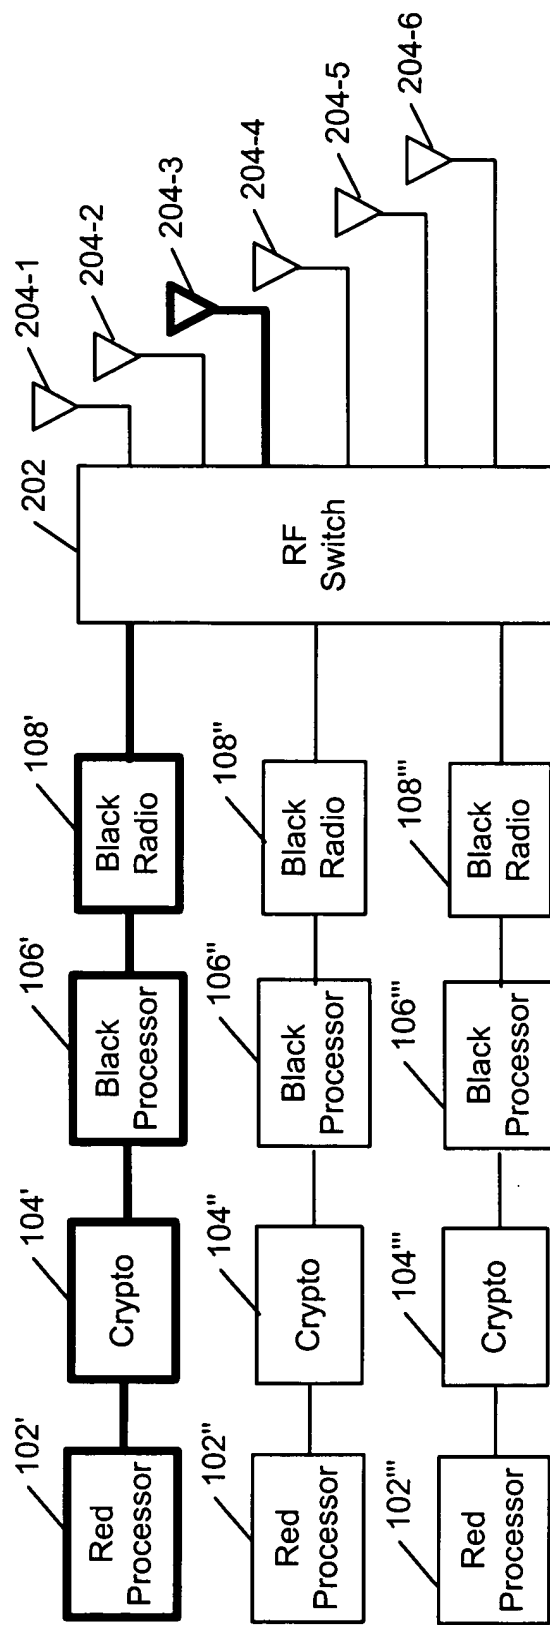 102'
Red
Processor
104'
Crypto
106'
Black
Processor
108'
Black
Radio
202
RF
Switch
204-1
204-2
204-3
204-4
204-5
204-6
102''
Red
Processor
104''
Crypto
106''
Black
Processor
108''
Black
Radio
102'''
Red
Processor
104'''
Crypto
106'''
Black
Processor
108'''
Black
Radio